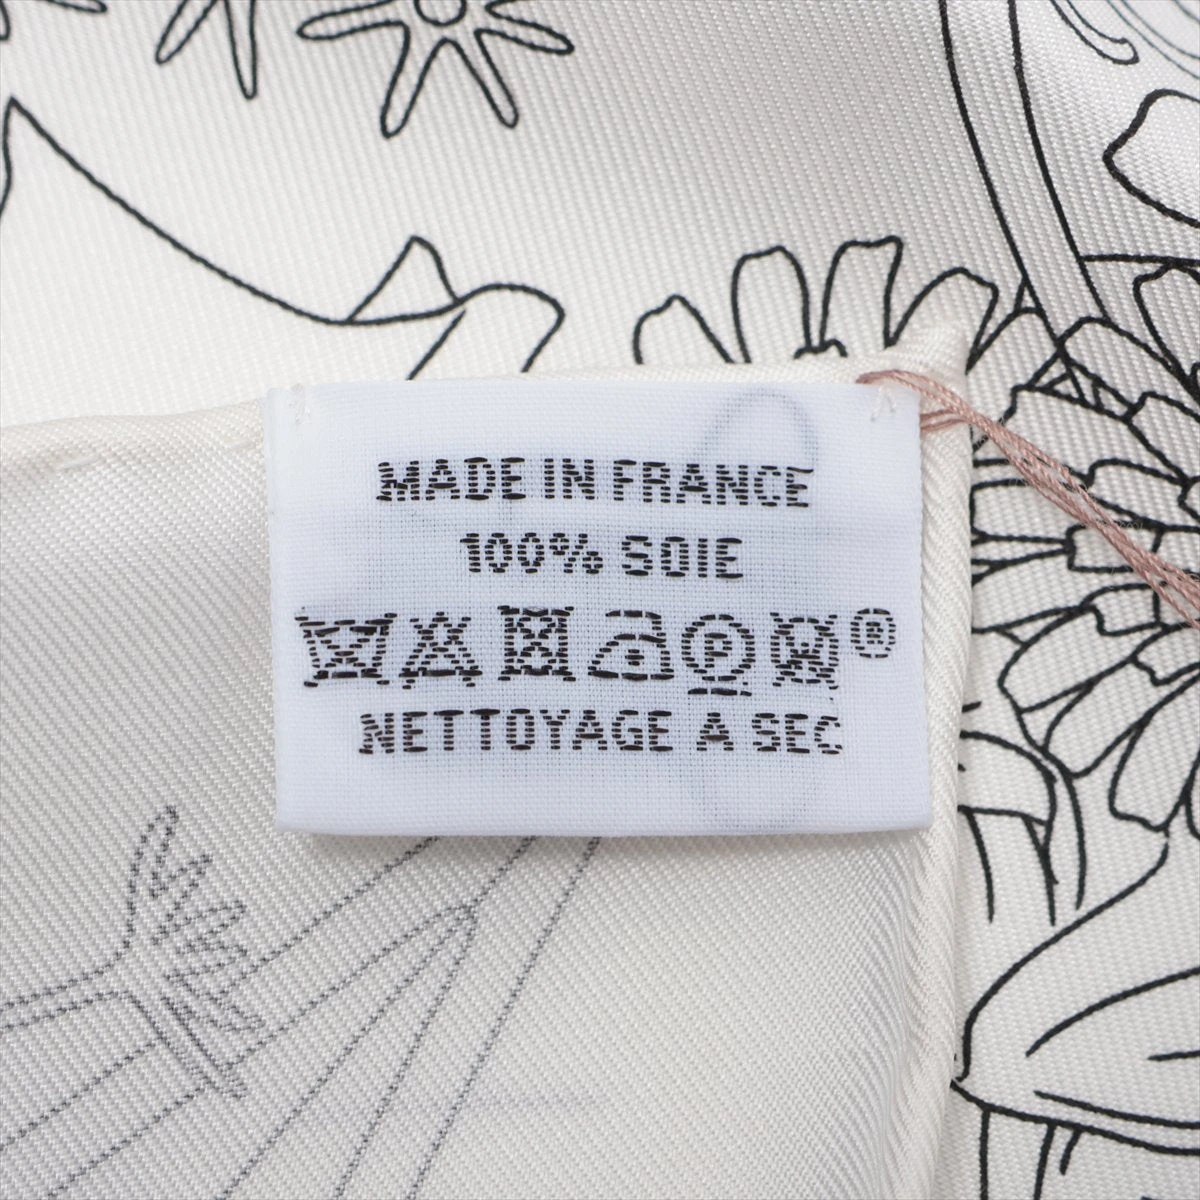 MADE IN FRANCE
100% SOIE
P W ®
NETTOYAGE A SEC